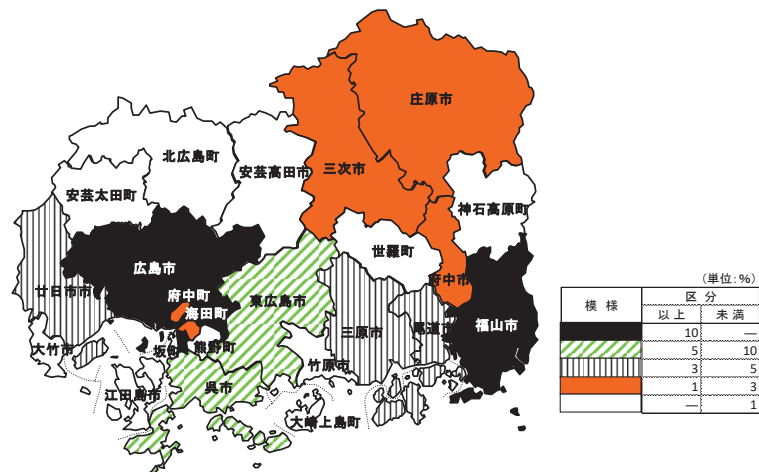 庄原市
北広島町
安芸高田市
三次市
安芸太田町
神石高原町
世羅町
広島市
府中市
廿日市市
府中町
東広島市
海田町
三原市
尾道市
福山市
大竹市
坂町
熊野町
竹原市
江田島市
呉市
大崎上島町
(単位:%)
模様 区分
以上 未満
10 —
5 10
3 5
1 3
— 1